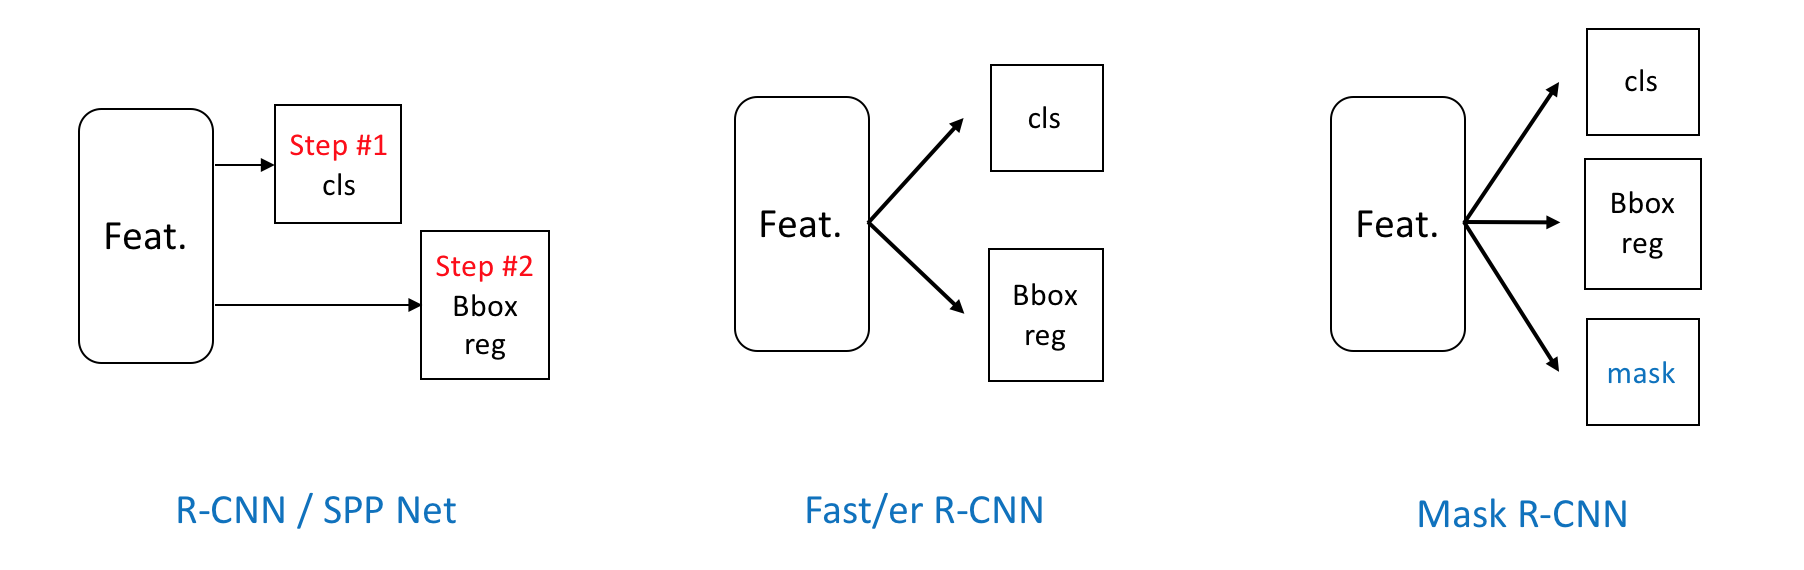 Feat.
Step #1
cls
Step #2
Bbox
reg
R-CNN / SPP Net
Feat.
cls
Bbox
reg
Fast/er R-CNN
Feat.
cls
Bbox
reg
mask
Mask R-CNN